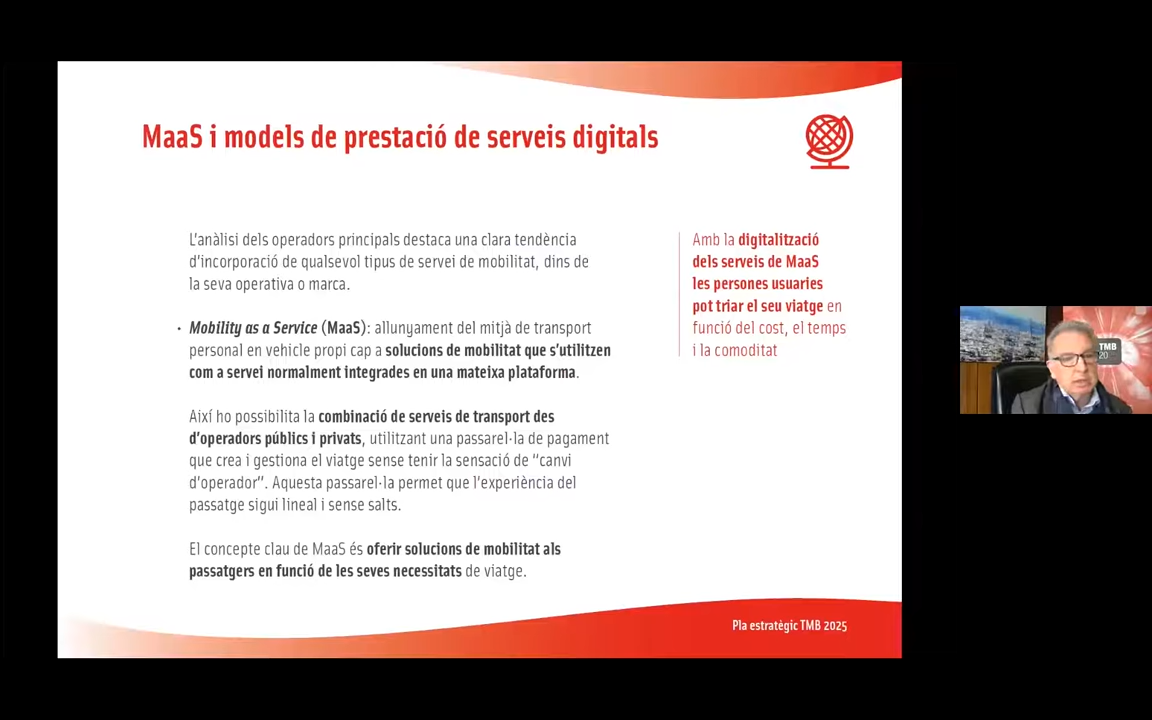 MaaS i models de prestació de serveis digitals
L’anàlisi dels operadors principals destaca una clara tendència
d’incorporació de qualsevol tipus de servei de mobilitat, dins de
la seva operativa o marca.
• Mobility as a Service (MaaS): allunyament del mitjà de transport
personal en vehicle propi cap a solucions de mobilitat que s’utilitzen
com a servei normalment integrades en una mateixa plataforma.
Així ho possibilita la combinació de serveis de transport des
d’operadors públics i privats, utilitzant una passarel·la de pagament
que crea i gestiona el viatge sense tenir la sensació de “canvi
d’operador”. Aquesta passarel·la permet que l’experiència del
passatge sigui lineal i sense salts.
El concepte clau de MaaS és oferir solucions de mobilitat als
passatgers en funció de les seves necessitats de viatge.
Amb la digitalització
dels serveis de MaaS
les persones usuaries
pot triar el seu viatge en
funció del cost, el temps
i la comoditat
Pla estratègic TMB 2025
TMB
20